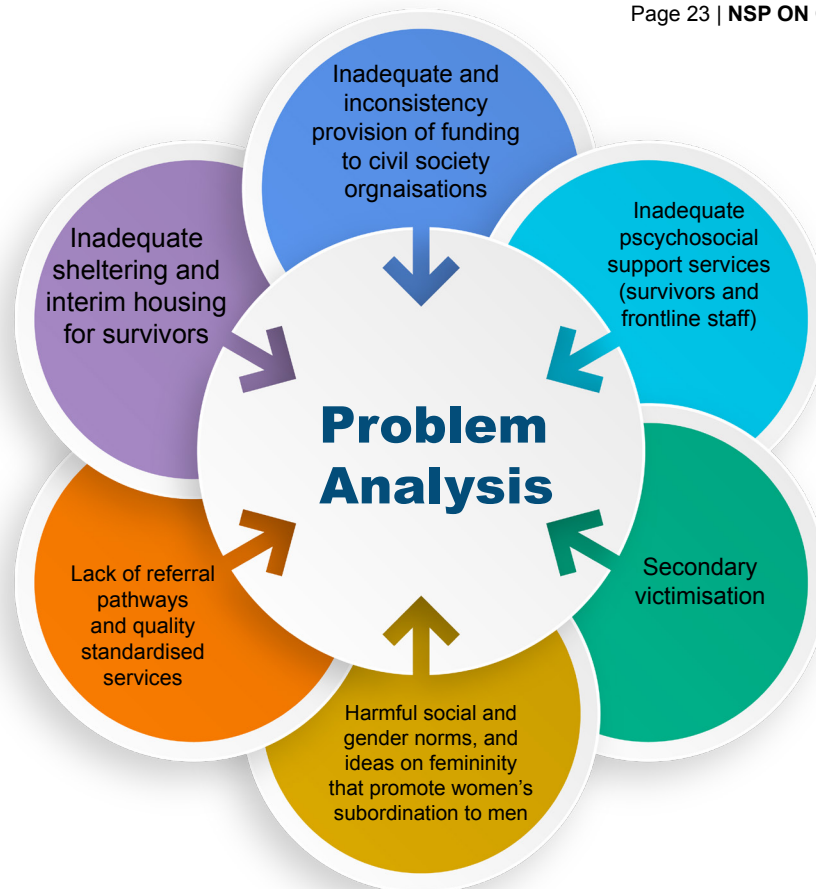 Page 23 | NSP ON
Inadequate and
inconsistency
provision of funding
to civil society
orgnaisations
Inadequate
pscychosocial
support services
(survivors and
frontline staff)
Secondary
victimisation
Harmful social and
gender norms, and
ideas on femininity
that promote women's
subordination to men
Lack of referral
pathways
and quality
standardised
services
Inadequate
sheltering and
interim housing
for survivors
Problem
Analysis